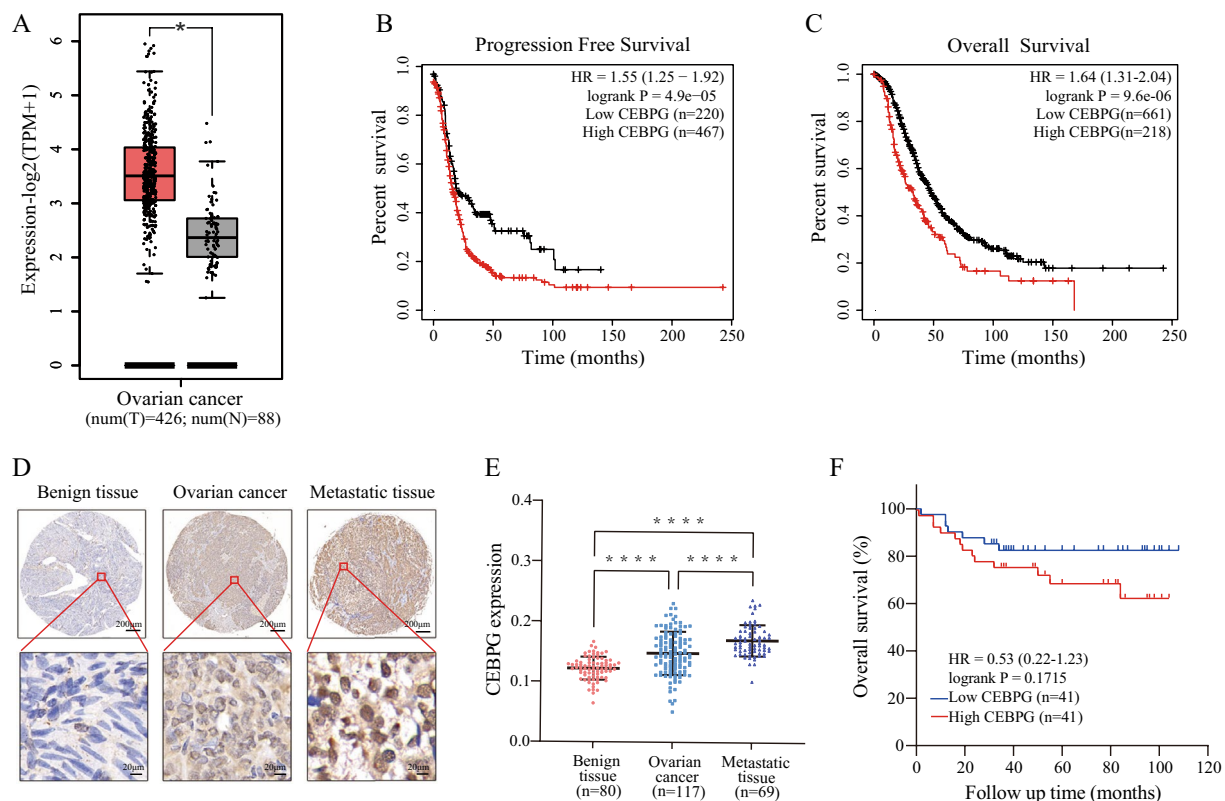 A
*
Expression-log2(TPM+1)
6
5
4
3
2
1
0
Ovarian cancer
(num(T)=426; num(N)=88)
B
Progression Free Survival
HR = 1.55 (1.25 − 1.92)
logrank P = 4.9e−05
Low CEBPG (n=220)
High CEBPG (n=467)
Percent survival
1.0
0.8
0.6
0.4
0.2
0.0
0 50 100 150 200 250
Time (months)
C
Overall Survival
HR = 1.64 (1.31-2.04)
logrank P = 9.6e-06
Low CEBPG(n=661)
High CEBPG(n=218)
Percent survival
1.0
0.8
0.6
0.4
0.2
0.0
0 50 100 150 200 250
Time (months)
D
Benign tissue Ovarian cancer Metastatic tissue
200μm 200μm 200μm
20μm 20μm 20μm
E
CEBPG expression
0.4
0.3
0.2
0.1
0.0
* * * *
* * * * * * * *
Benign Ovarian Metastatic
tissue cancer tissue
(n=80) (n=117) (n=69)
F
Overall survival (%)
100
80
60
40
20
0
HR = 0.53 (0.22-1.23)
logrank P = 0.1715
Low CEBPG (n=41)
High CEBPG (n=41)
0 20 40 60 80 100 120
Follow up time (months)